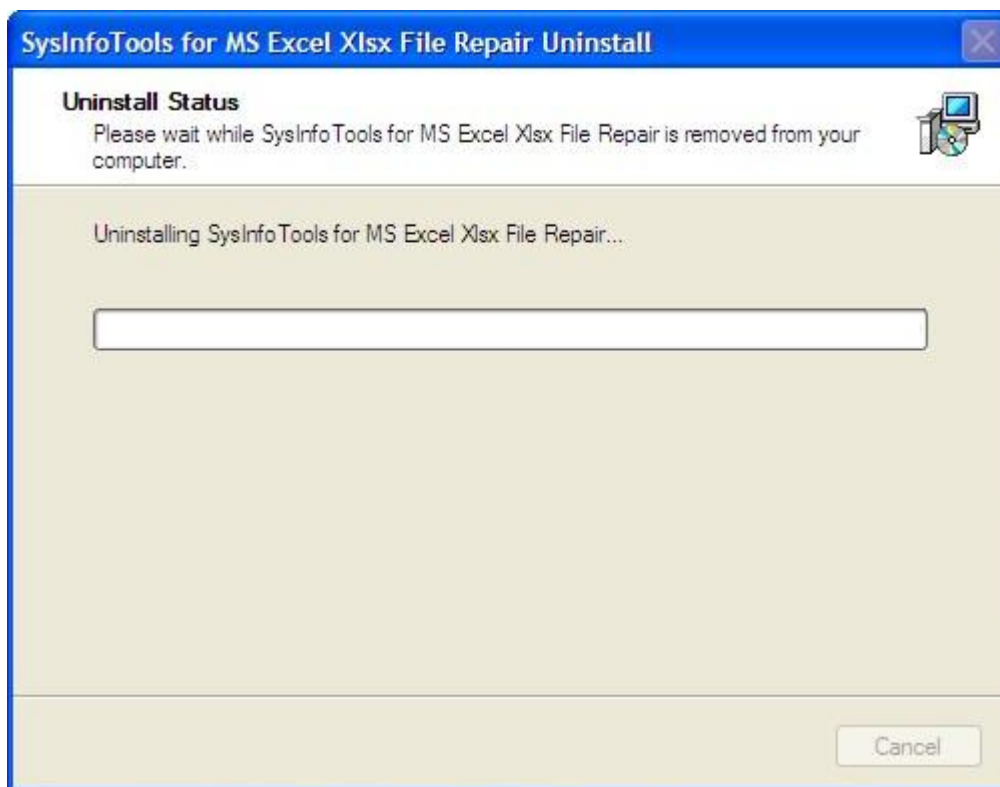 SysInfoTools for MS Excel Xlsx File Repair Uninstall
Uninstall Status
Please wait while SysInfoTools for MS Excel Xlsx File Repair is removed from your
computer.
Uninstalling SysInfoTools for MS Excel Xlsx File Repair...
Cancel